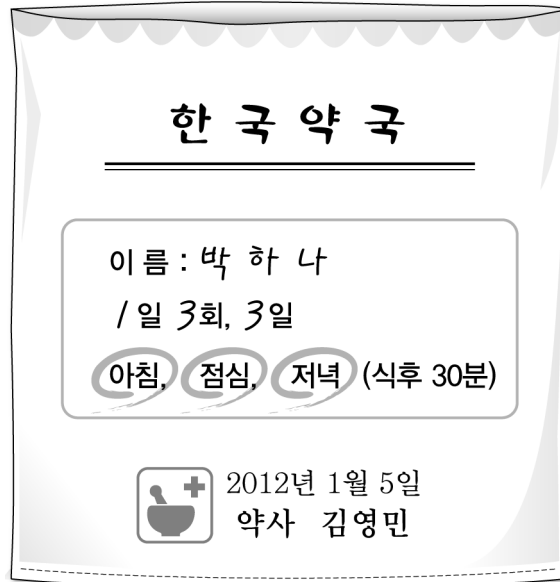 한국약국
이름 : 박하나
1일 3회, 3일
아침, 점심, 저녁 (식후 30분)
2012년 1월 5일
약사 김영민